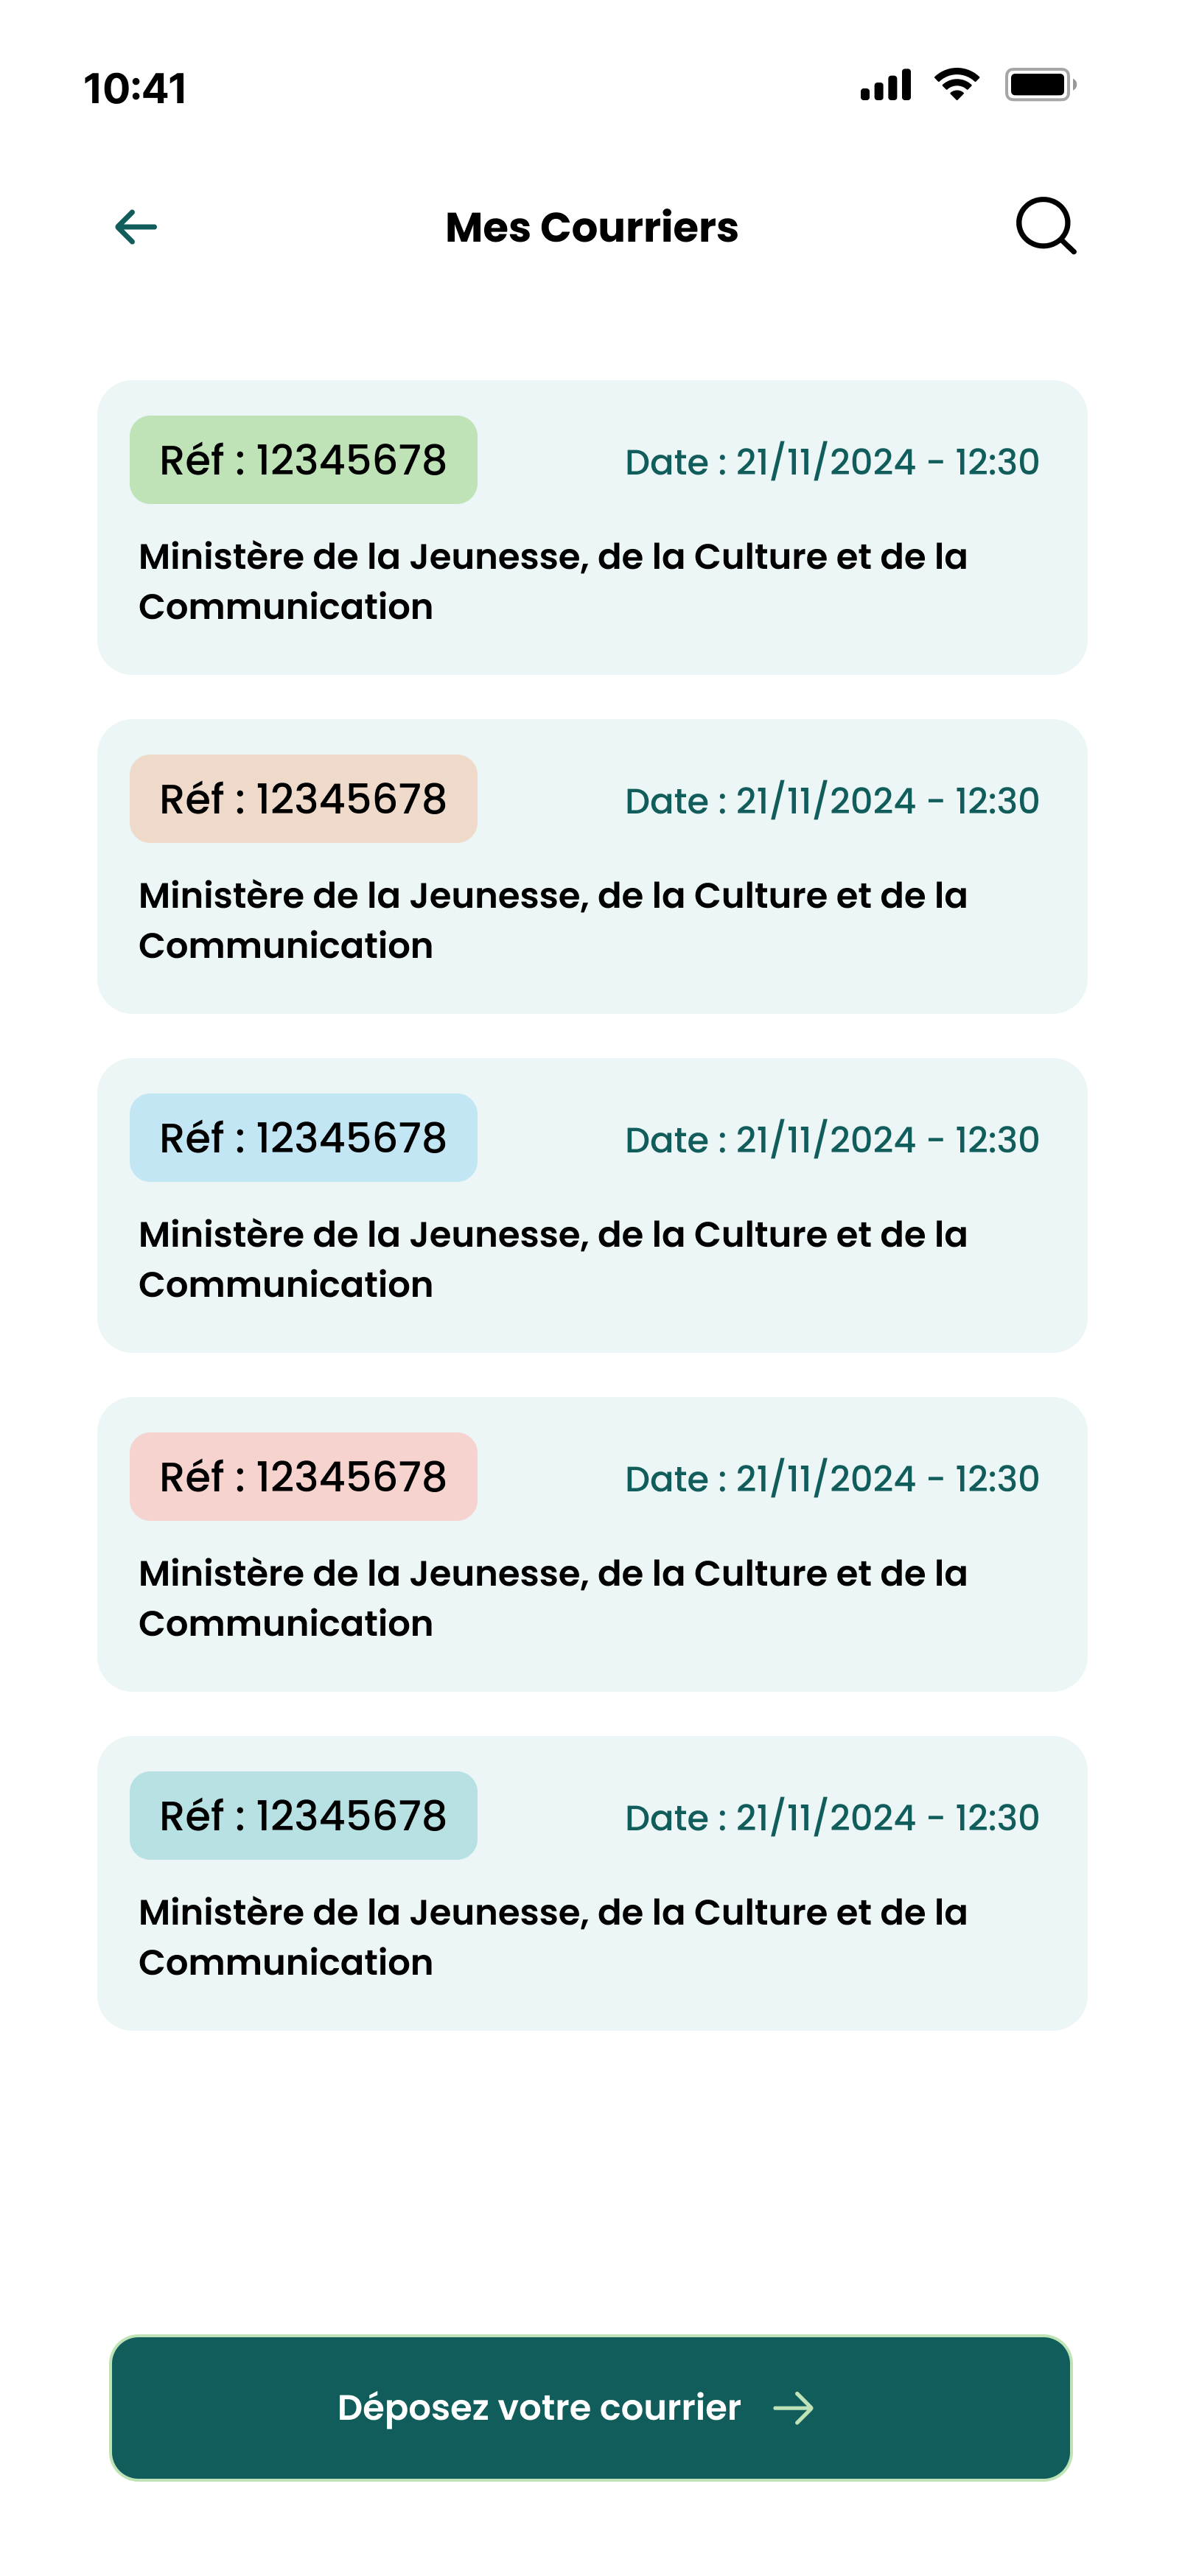 10:41
Mes Courriers
Réf : 12345678
Date : 21/11/2024 - 12:30
Ministère de la Jeunesse, de la Culture et de la
Communication
Réf : 12345678
Date : 21/11/2024 - 12:30
Ministère de la Jeunesse, de la Culture et de la
Communication
Réf : 12345678
Date : 21/11/2024 - 12:30
Ministère de la Jeunesse, de la Culture et de la
Communication
Réf : 12345678
Date : 21/11/2024 - 12:30
Ministère de la Jeunesse, de la Culture et de la
Communication
Réf : 12345678
Date : 21/11/2024 - 12:30
Ministère de la Jeunesse, de la Culture et de la
Communication
Déposez votre courrier